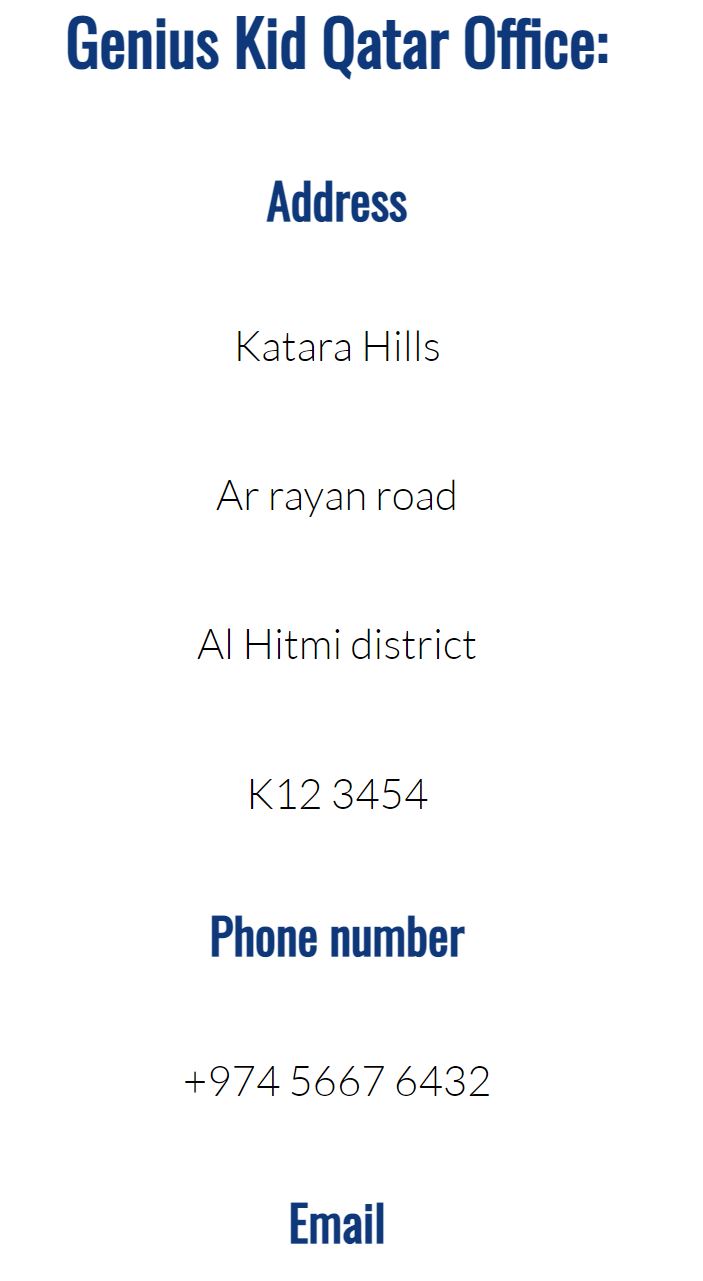 Genius Kid Qatar Office:
Address
Katara Hills
Ar rayan road
Al Hitmi district
K12 3454
Phone number
+974 5667 6432
Email